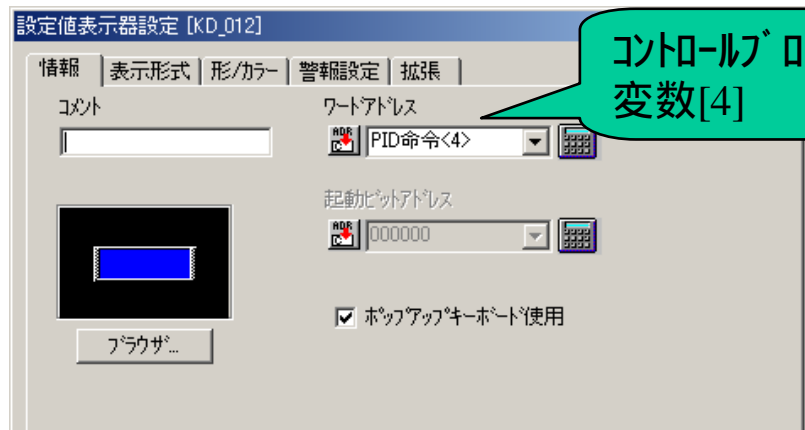 設定値表示器設定 [KD_012]
情報 表示形式 形/カラー 警報設定 拡張
コメント
ワードアドレス
PID命令<4>
起動ビットアドレス
000000
ポップアップキーボード使用
ブラウザ...
コントロールブロ
変数[4]